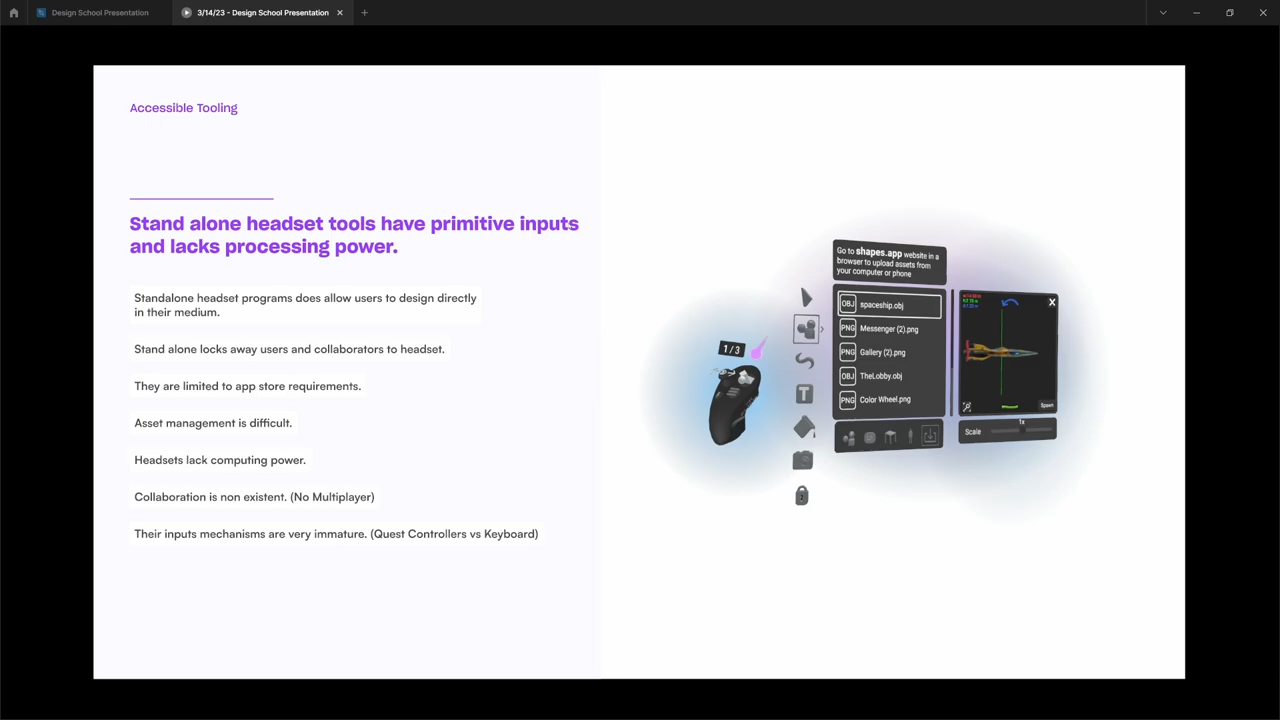 Design School Presentation
3/14/23 - Design School Presentation
Accessible Tooling
Stand alone headset tools have primitive inputs
and lacks processing power.
Standalone headset programs does allow users to design directly
in their medium.
Stand alone locks away users and collaborators to headset.
They are limited to app store requirements.
Asset management is difficult.
Headsets lack computing power.
Collaboration is non existent. (No Multiplayer)
Their inputs mechanisms are very immature. (Quest Controllers vs Keyboard)
1 / 3
T
2
Go to shapes.app website in a
browser to upload assets from
your computer or phone
OBJ spaceship.obj
PNG Messenger (2).png
PNG Gallery (2).png
OBJ TheLobby.obj
PNG Color Wheel.png
X
Spawn
1x
Scale